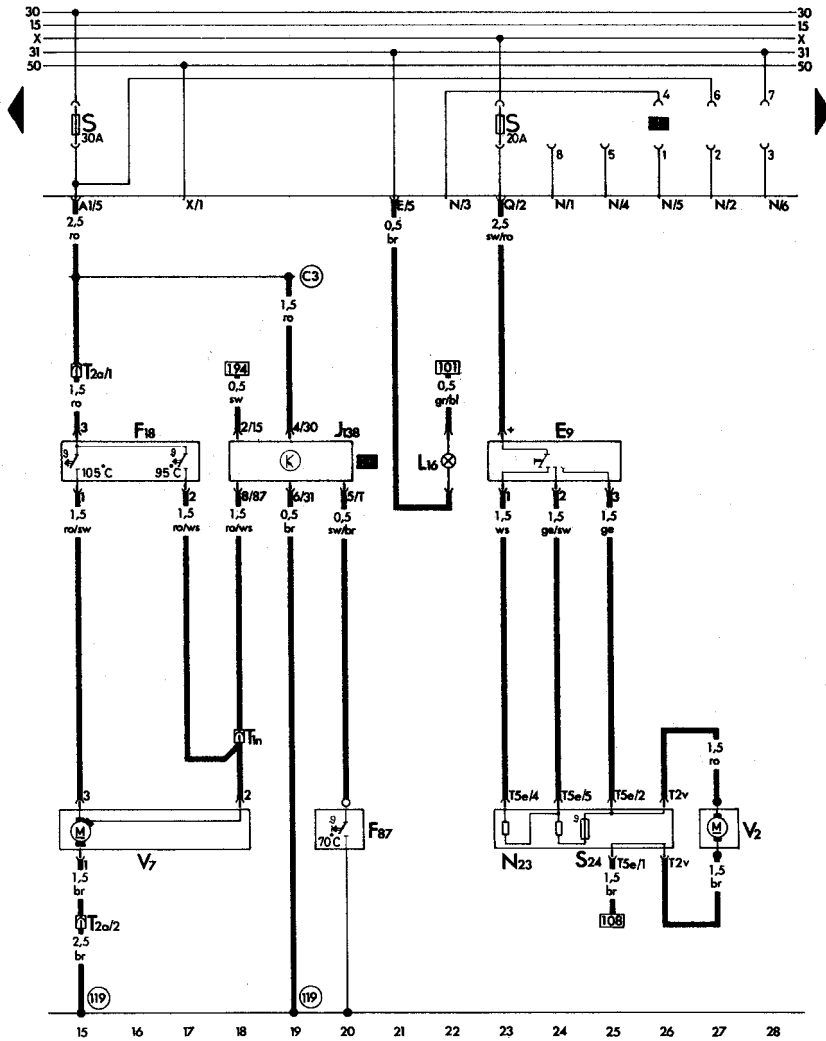 30 30
15 15
X X
31 31
50 50
4 6 7
S 30A S 20A
8 5 1 2 3
A1/5 X/1 E/5 N/3 Q/2 N/1 N/4 N/5 N/2 N/6
2,5 ro 0,5 br 2,5 sw/ro
C3
1,5 ro
T2a/1 194 101
1,5 ro 0,5 sw 0,5 gr/bl
3 F18 2/15 4/30 J138 + E9
105°C 95°C K L16
1 2 8/87 6/31 5/T 1 2 3
1,5 1,5 1,5 0,5 0,5 1,5 1,5 1,5
ro/sw ro/ws ro/ws br sw/br ws ge/sw ge
T1n
1,5 ro
3 2 T5e/4 T5e/5 T5e/2 T2v
M 70°C F87 M V2
V7 N23 S24
1 T5e/1 T2v
1,5 br 1,5 br 1,5 br
T2a/2 108
2,5 br
119 119
15 16 17 18 19 20 21 22 23 24 25 26 27 28